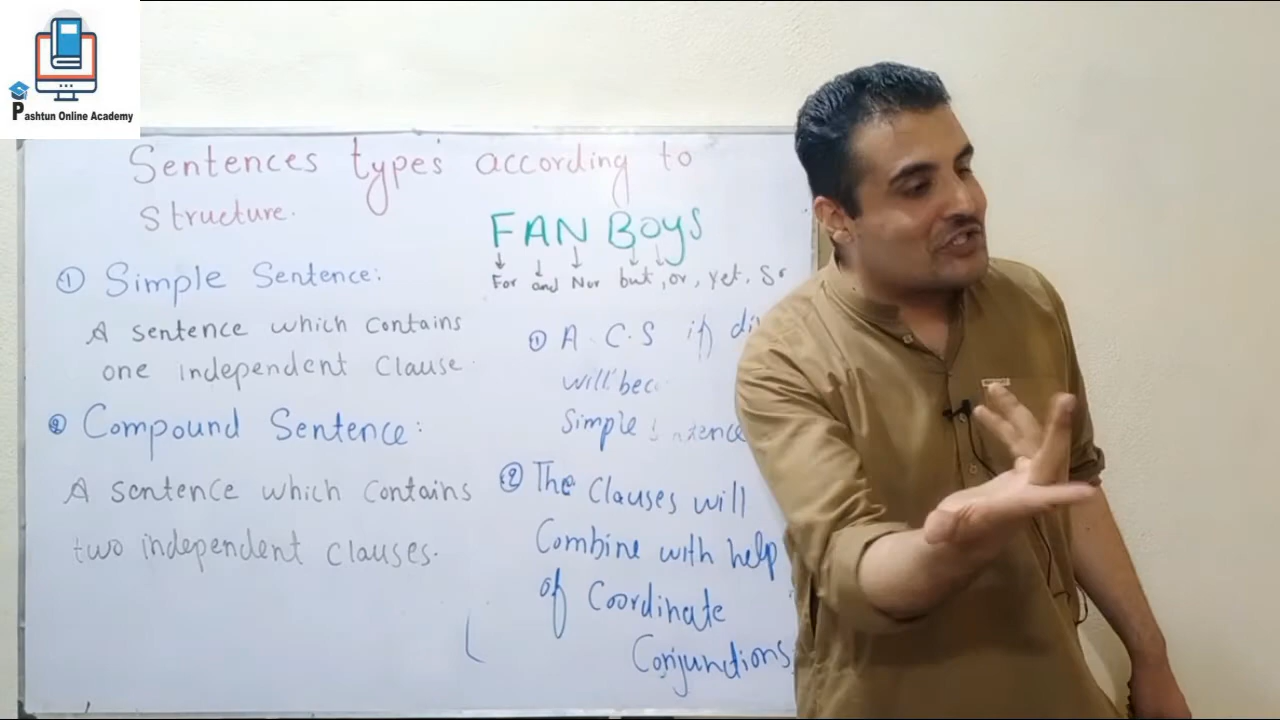 Pashtun Online Academy
Sentences types according to
Structure.
① Simple Sentence:
A sentence which contains
one independent Clause.
② Compound Sentence:
A sentence which contains
two independent clauses.
FAN BOYS
For and Nor but, or, yet, So
① A.C.S if
will
Simple
② The Clauses will
Combine with help
of Coordinate
Conjunctions